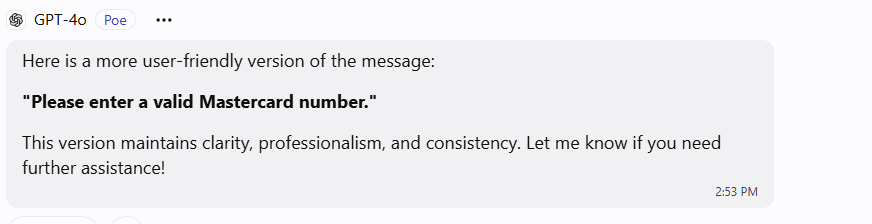 GPT-4o Poe •••
Here is a more user-friendly version of the message:
"Please enter a valid Mastercard number."
This version maintains clarity, professionalism, and consistency. Let me know if you need
further assistance!
2:53 PM